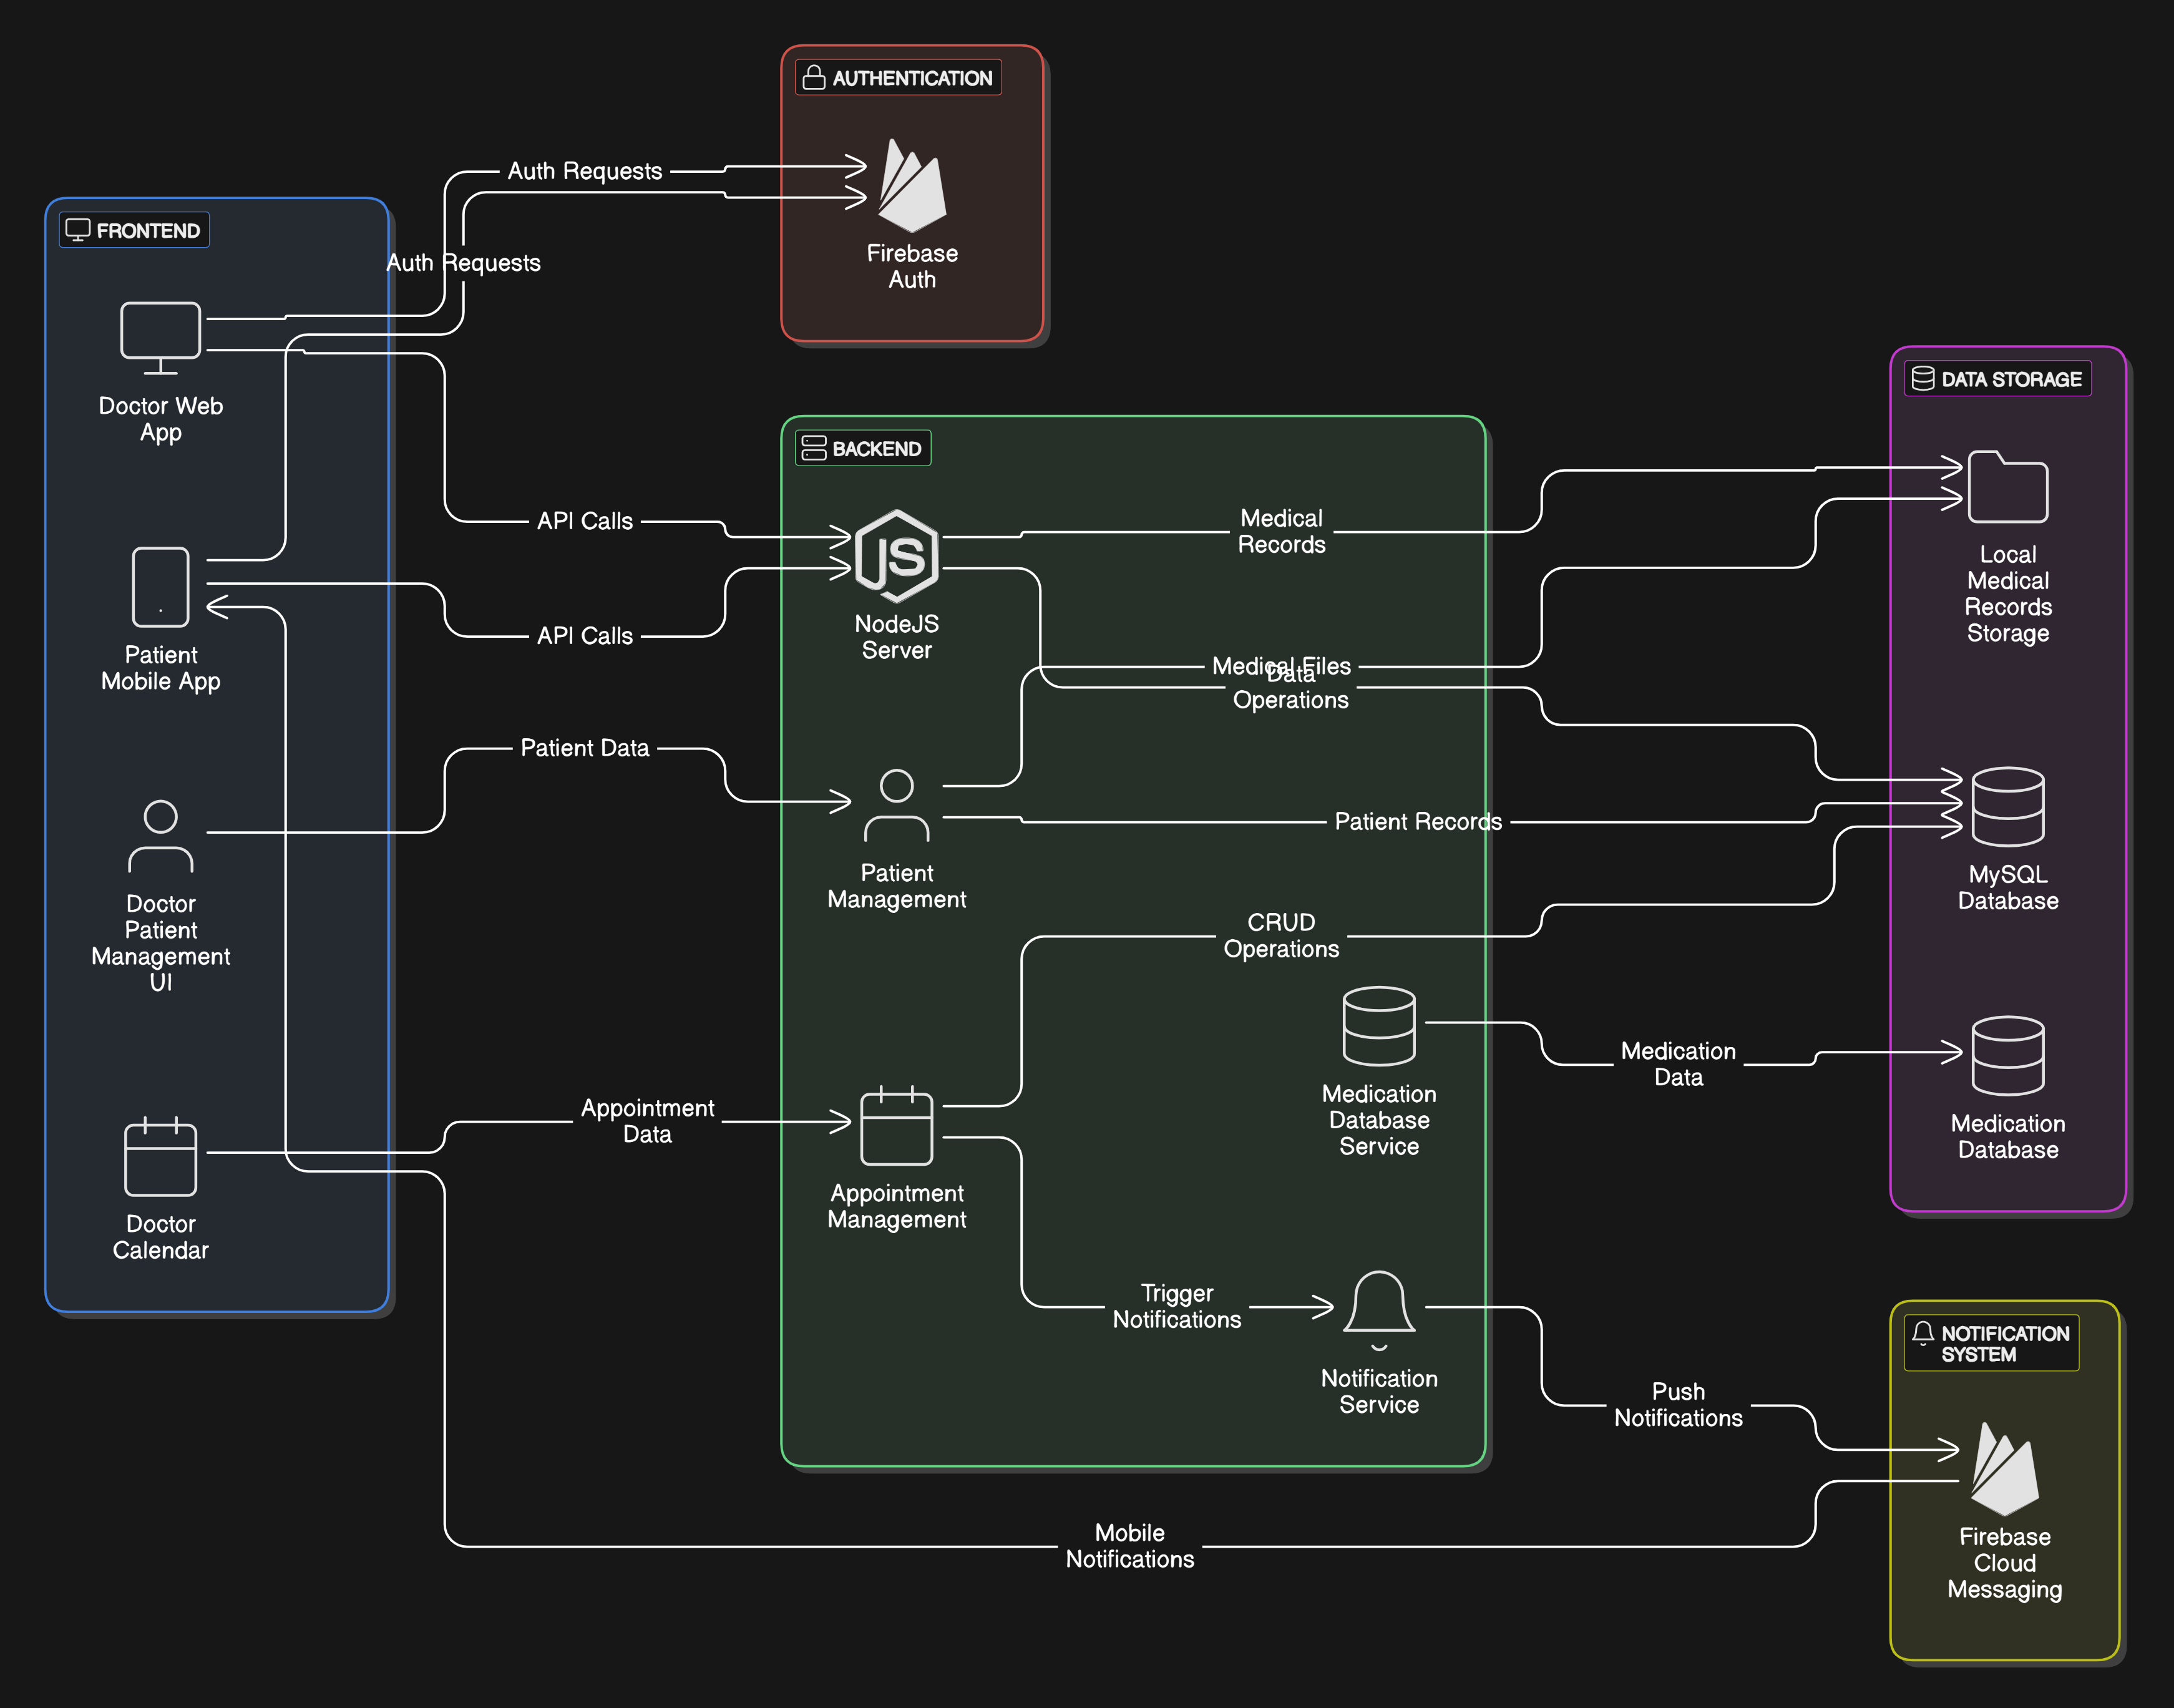 AUTHENTICATION
Firebase
Auth
Auth Requests
Auth Requests
FRONTEND
Doctor Web
App
Patient
Mobile App
Doctor
Patient
Management
UI
Doctor
Calendar
API Calls
API Calls
Patient Data
Appointment
Data
BACKEND
NodeJS
Server
Patient
Management
Appointment
Management
Medical
Records
Medical Files
Data
Operations
Patient Records
CRUD
Operations
Medication
Database
Service
Trigger
Notifications
Notification
Service
Medication
Data
Push
Notifications
Mobile
Notifications
DATA STORAGE
Local
Medical
Records
Storage
MySQL
Database
Medication
Database
NOTIFICATION
SYSTEM
Firebase
Cloud
Messaging
JS